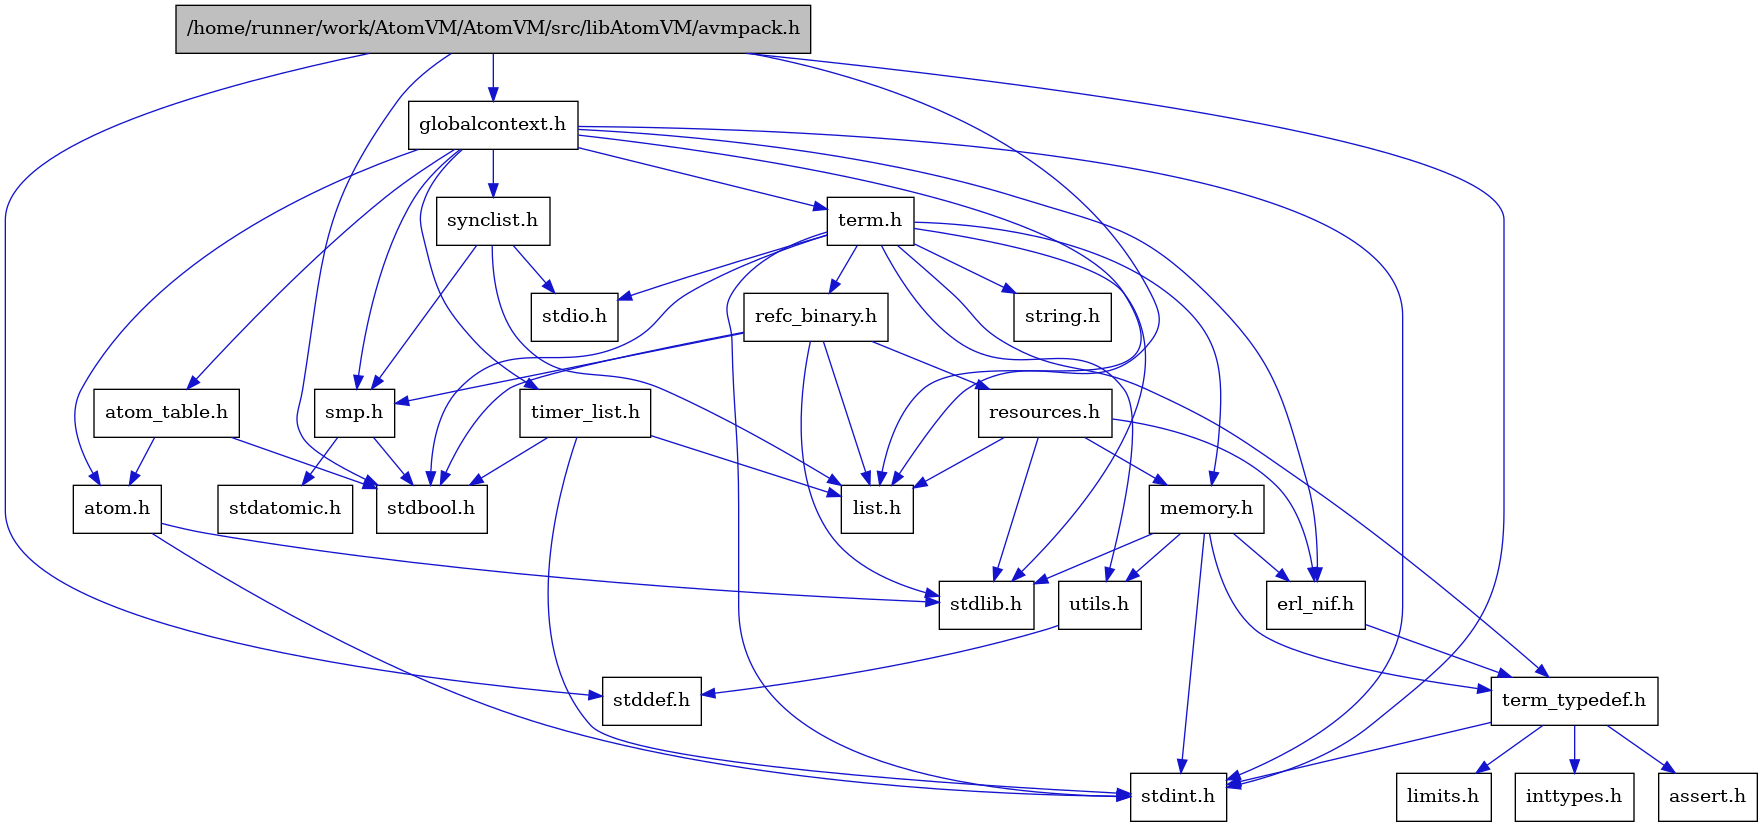 /home/runner/work/AtomVM/AtomVM/src/libAtomVM/avmpack.h
globalcontext.h
synclist.h
term.h
stdio.h
refc_binary.h
string.h
atom_table.h
smp.h
timer_list.h
resources.h
atom.h
stdatomic.h
stdbool.h
list.h
memory.h
stdlib.h
utils.h
erl_nif.h
stddef.h
term_typedef.h
stdint.h
limits.h
inttypes.h
assert.h